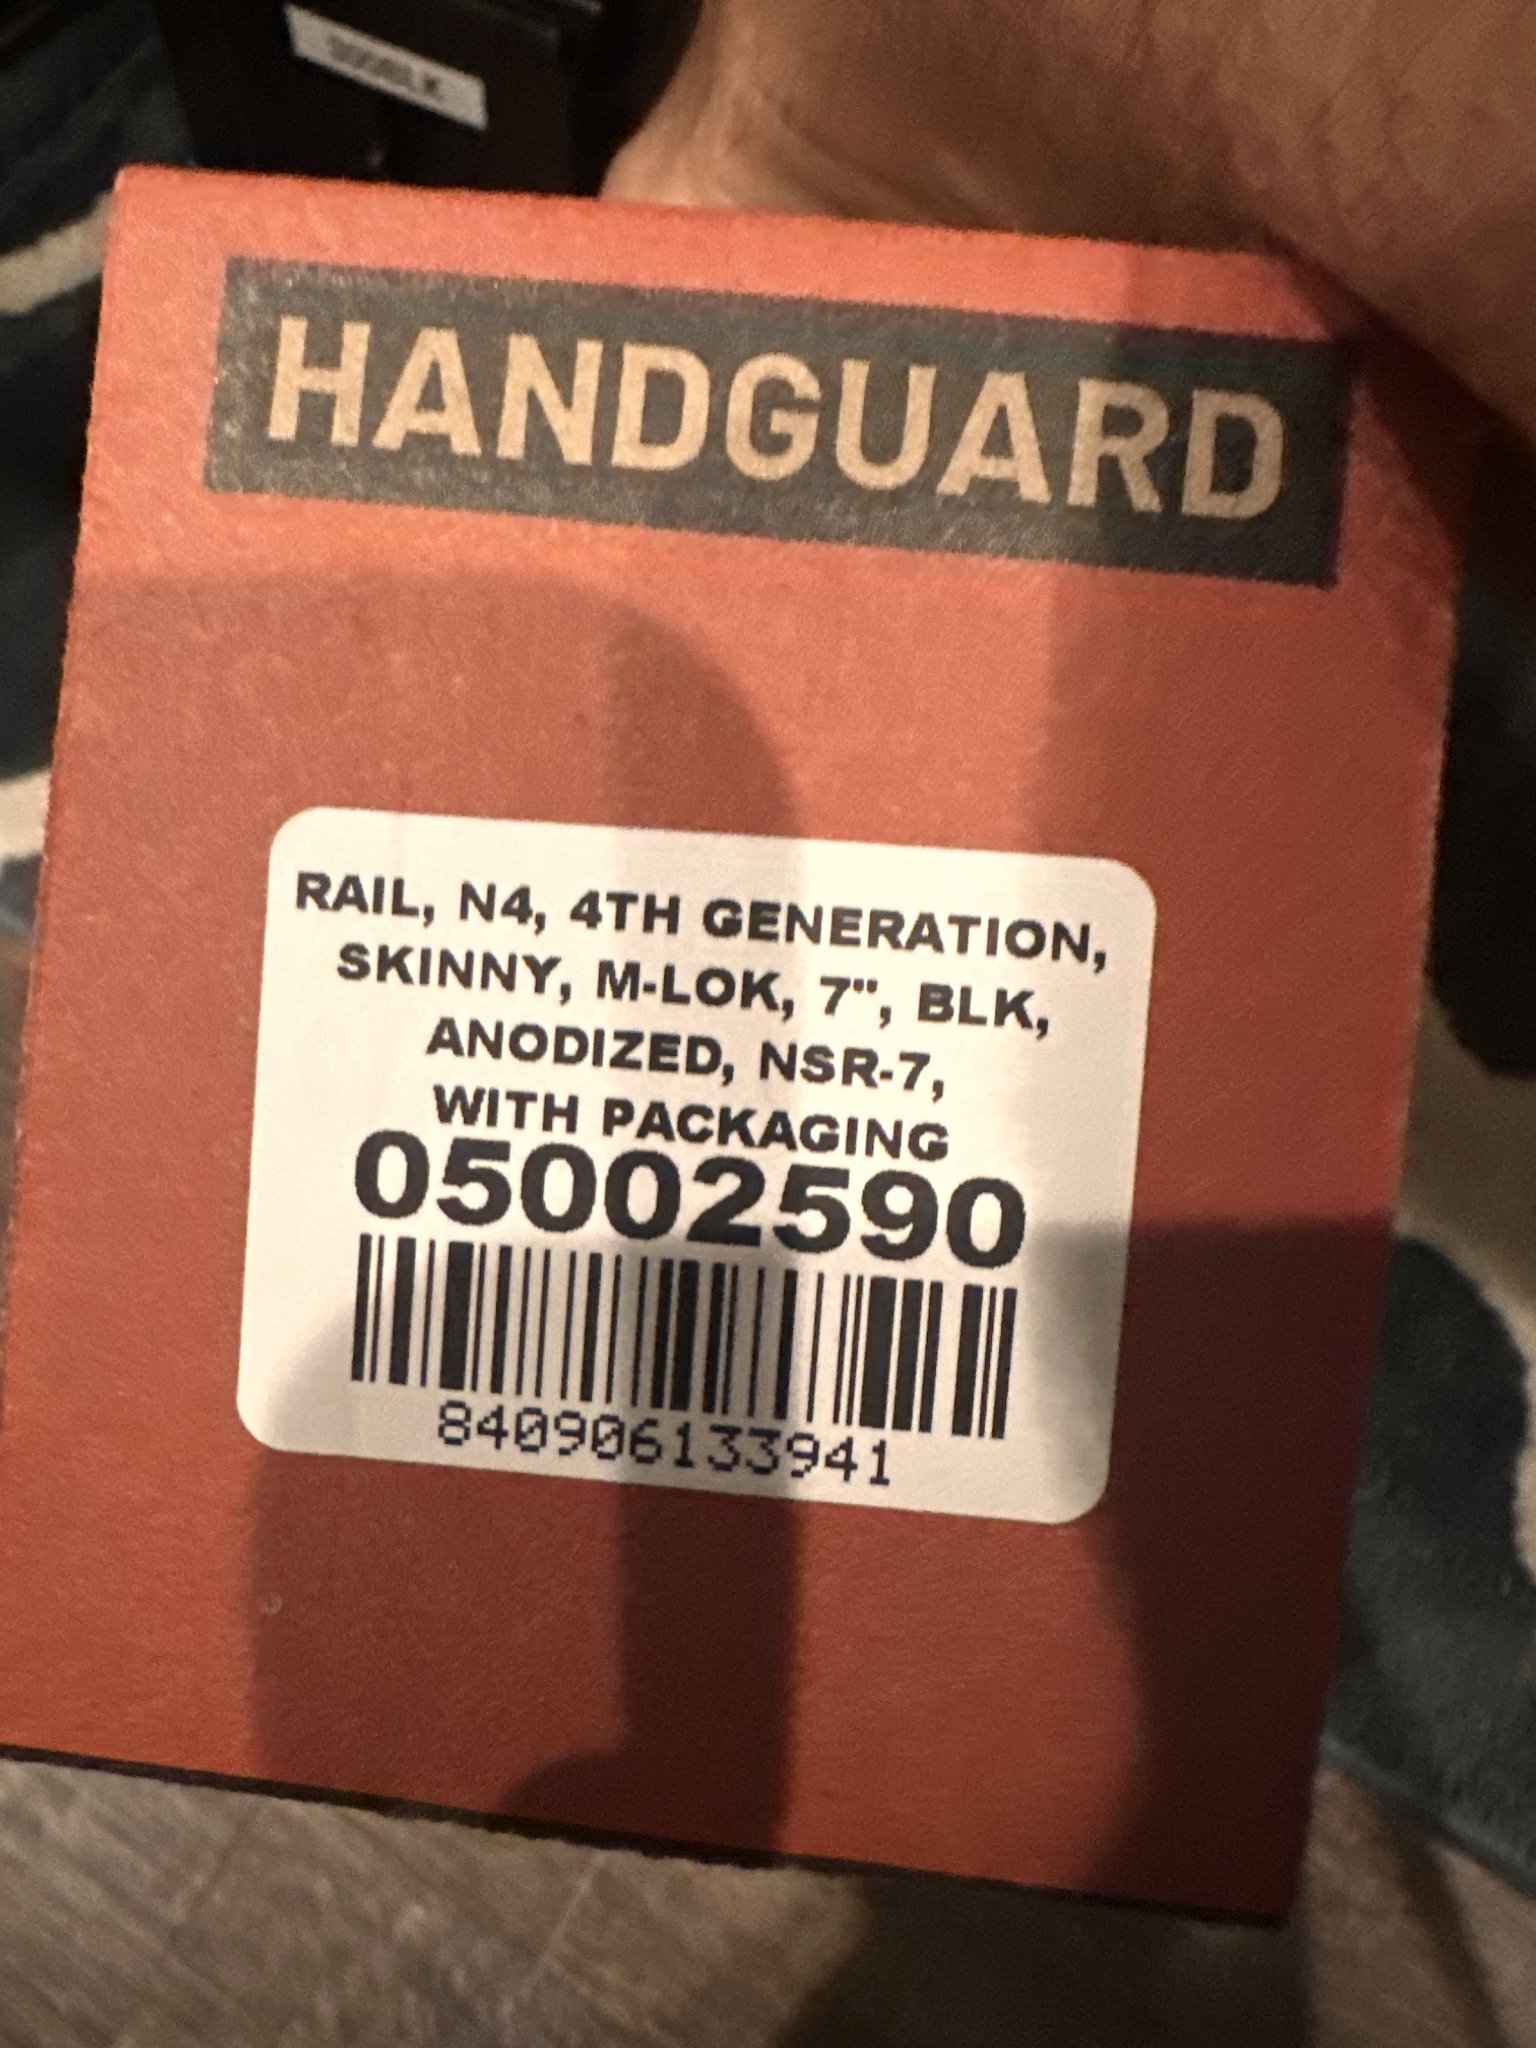 HANDGUARD
RAIL, N4, 4TH GENERATION,
SKINNY, M-LOK, 7", BLK,
ANODIZED, NSR-7,
WITH PACKAGING
05002590
840906133941